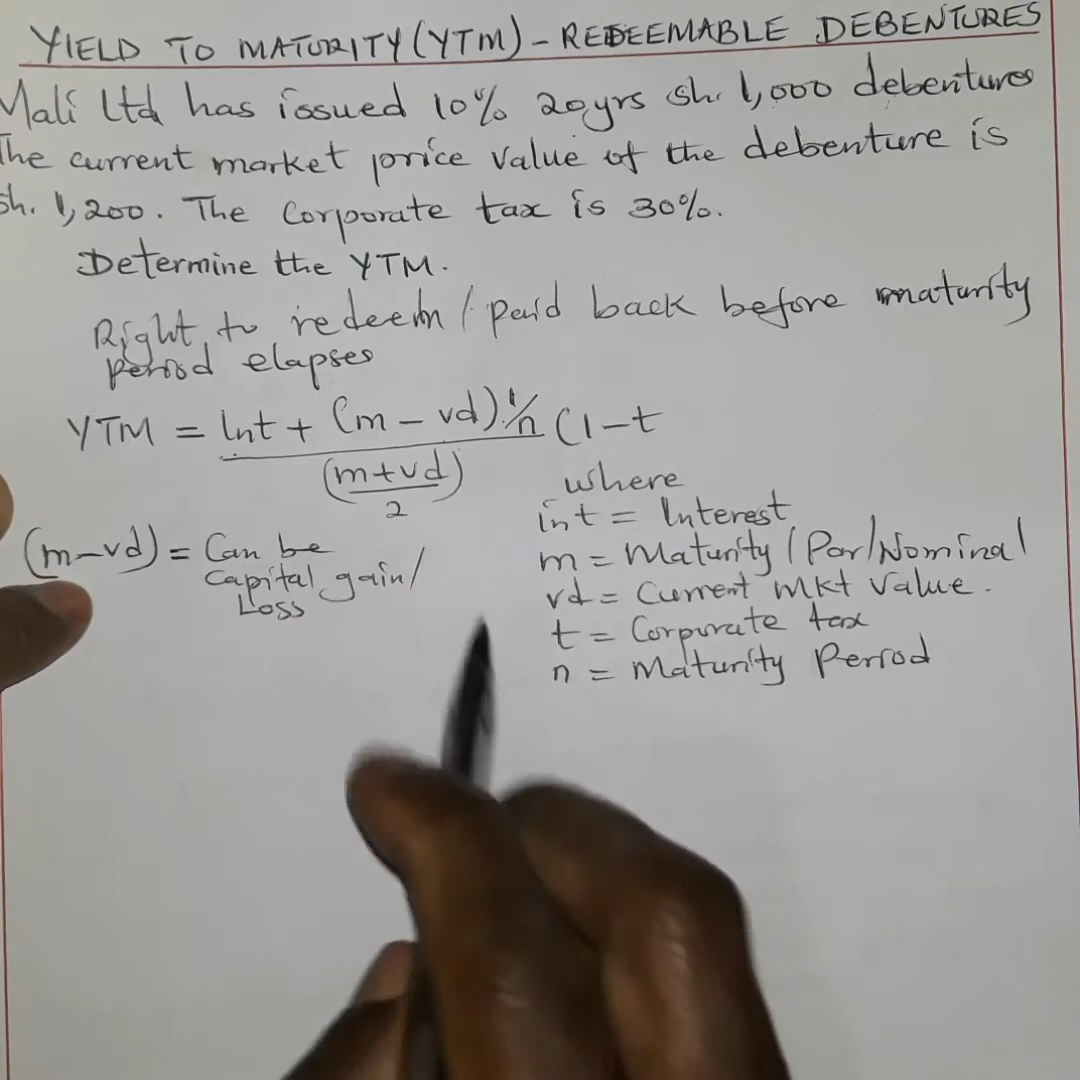 YIELD TO MATURITY (YTM) - REDEEMABLE DEBENTURES
Mali Ltd has issued 10% 20yrs sh. 1,000 debentures
The current market price value of the debenture is
sh. 1,200. The Corporate tax is 30%.
Determine the YTM.
Right to redeem / paid back before maturity
period elapses
YTM = Int + (m - vd) 1/n (1-t
(m+vd)
2
where
int = Interest
m = Maturity / Par/Nominal
vd = Current Mkt Value.
t = Corporate tax
n = Maturity Period
(m-vd) = Can be
Capital gain/
Loss